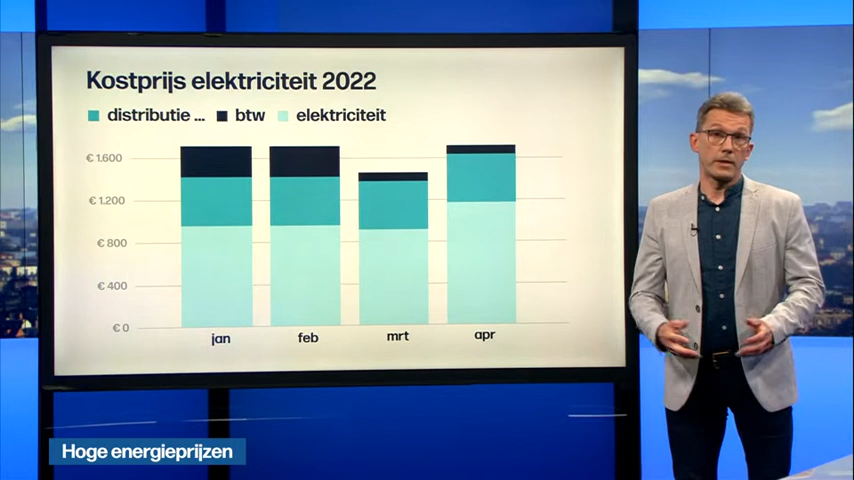 Kostprijs elektriciteit 2022
distributie ... btw elektriciteit
€ 1.600
€ 1.200
€ 800
€ 400
€ 0
jan feb mrt apr
Hoge energieprijzen